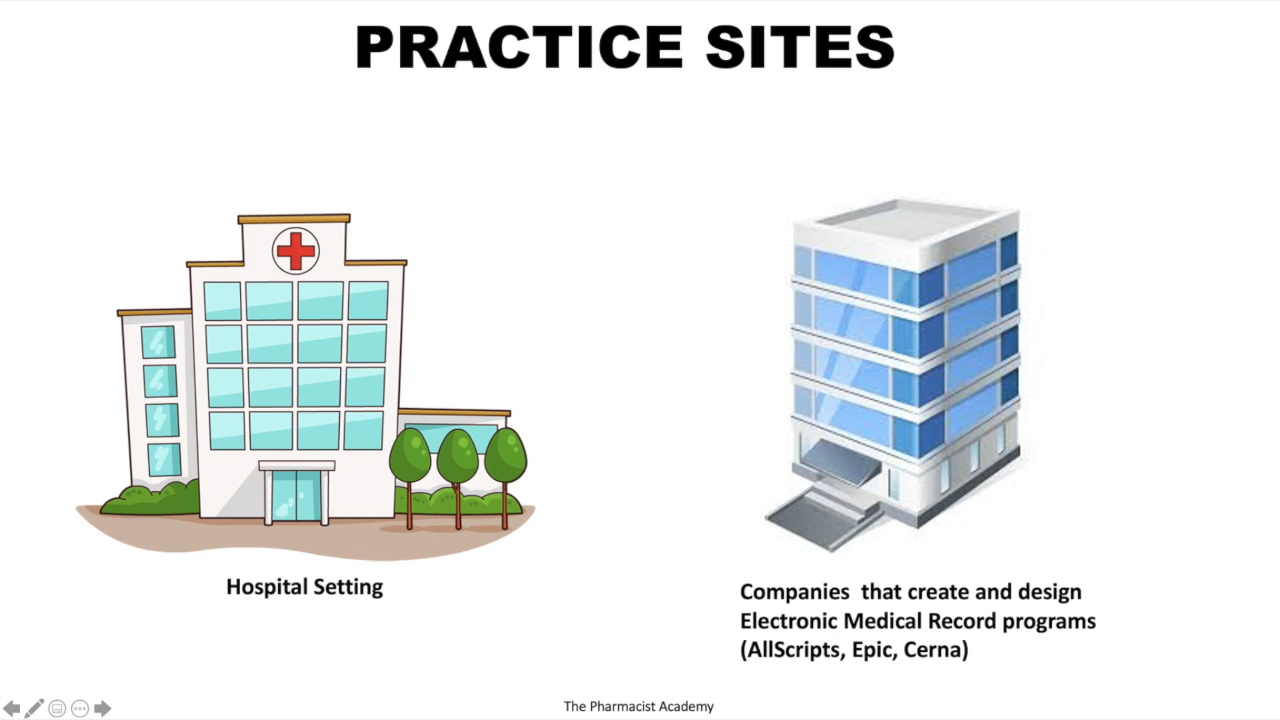 PRACTICE SITES
Hospital Setting
Companies  that create and design
Electronic Medical Record programs
(AllScripts, Epic, Cerna)
The Pharmacist Academy